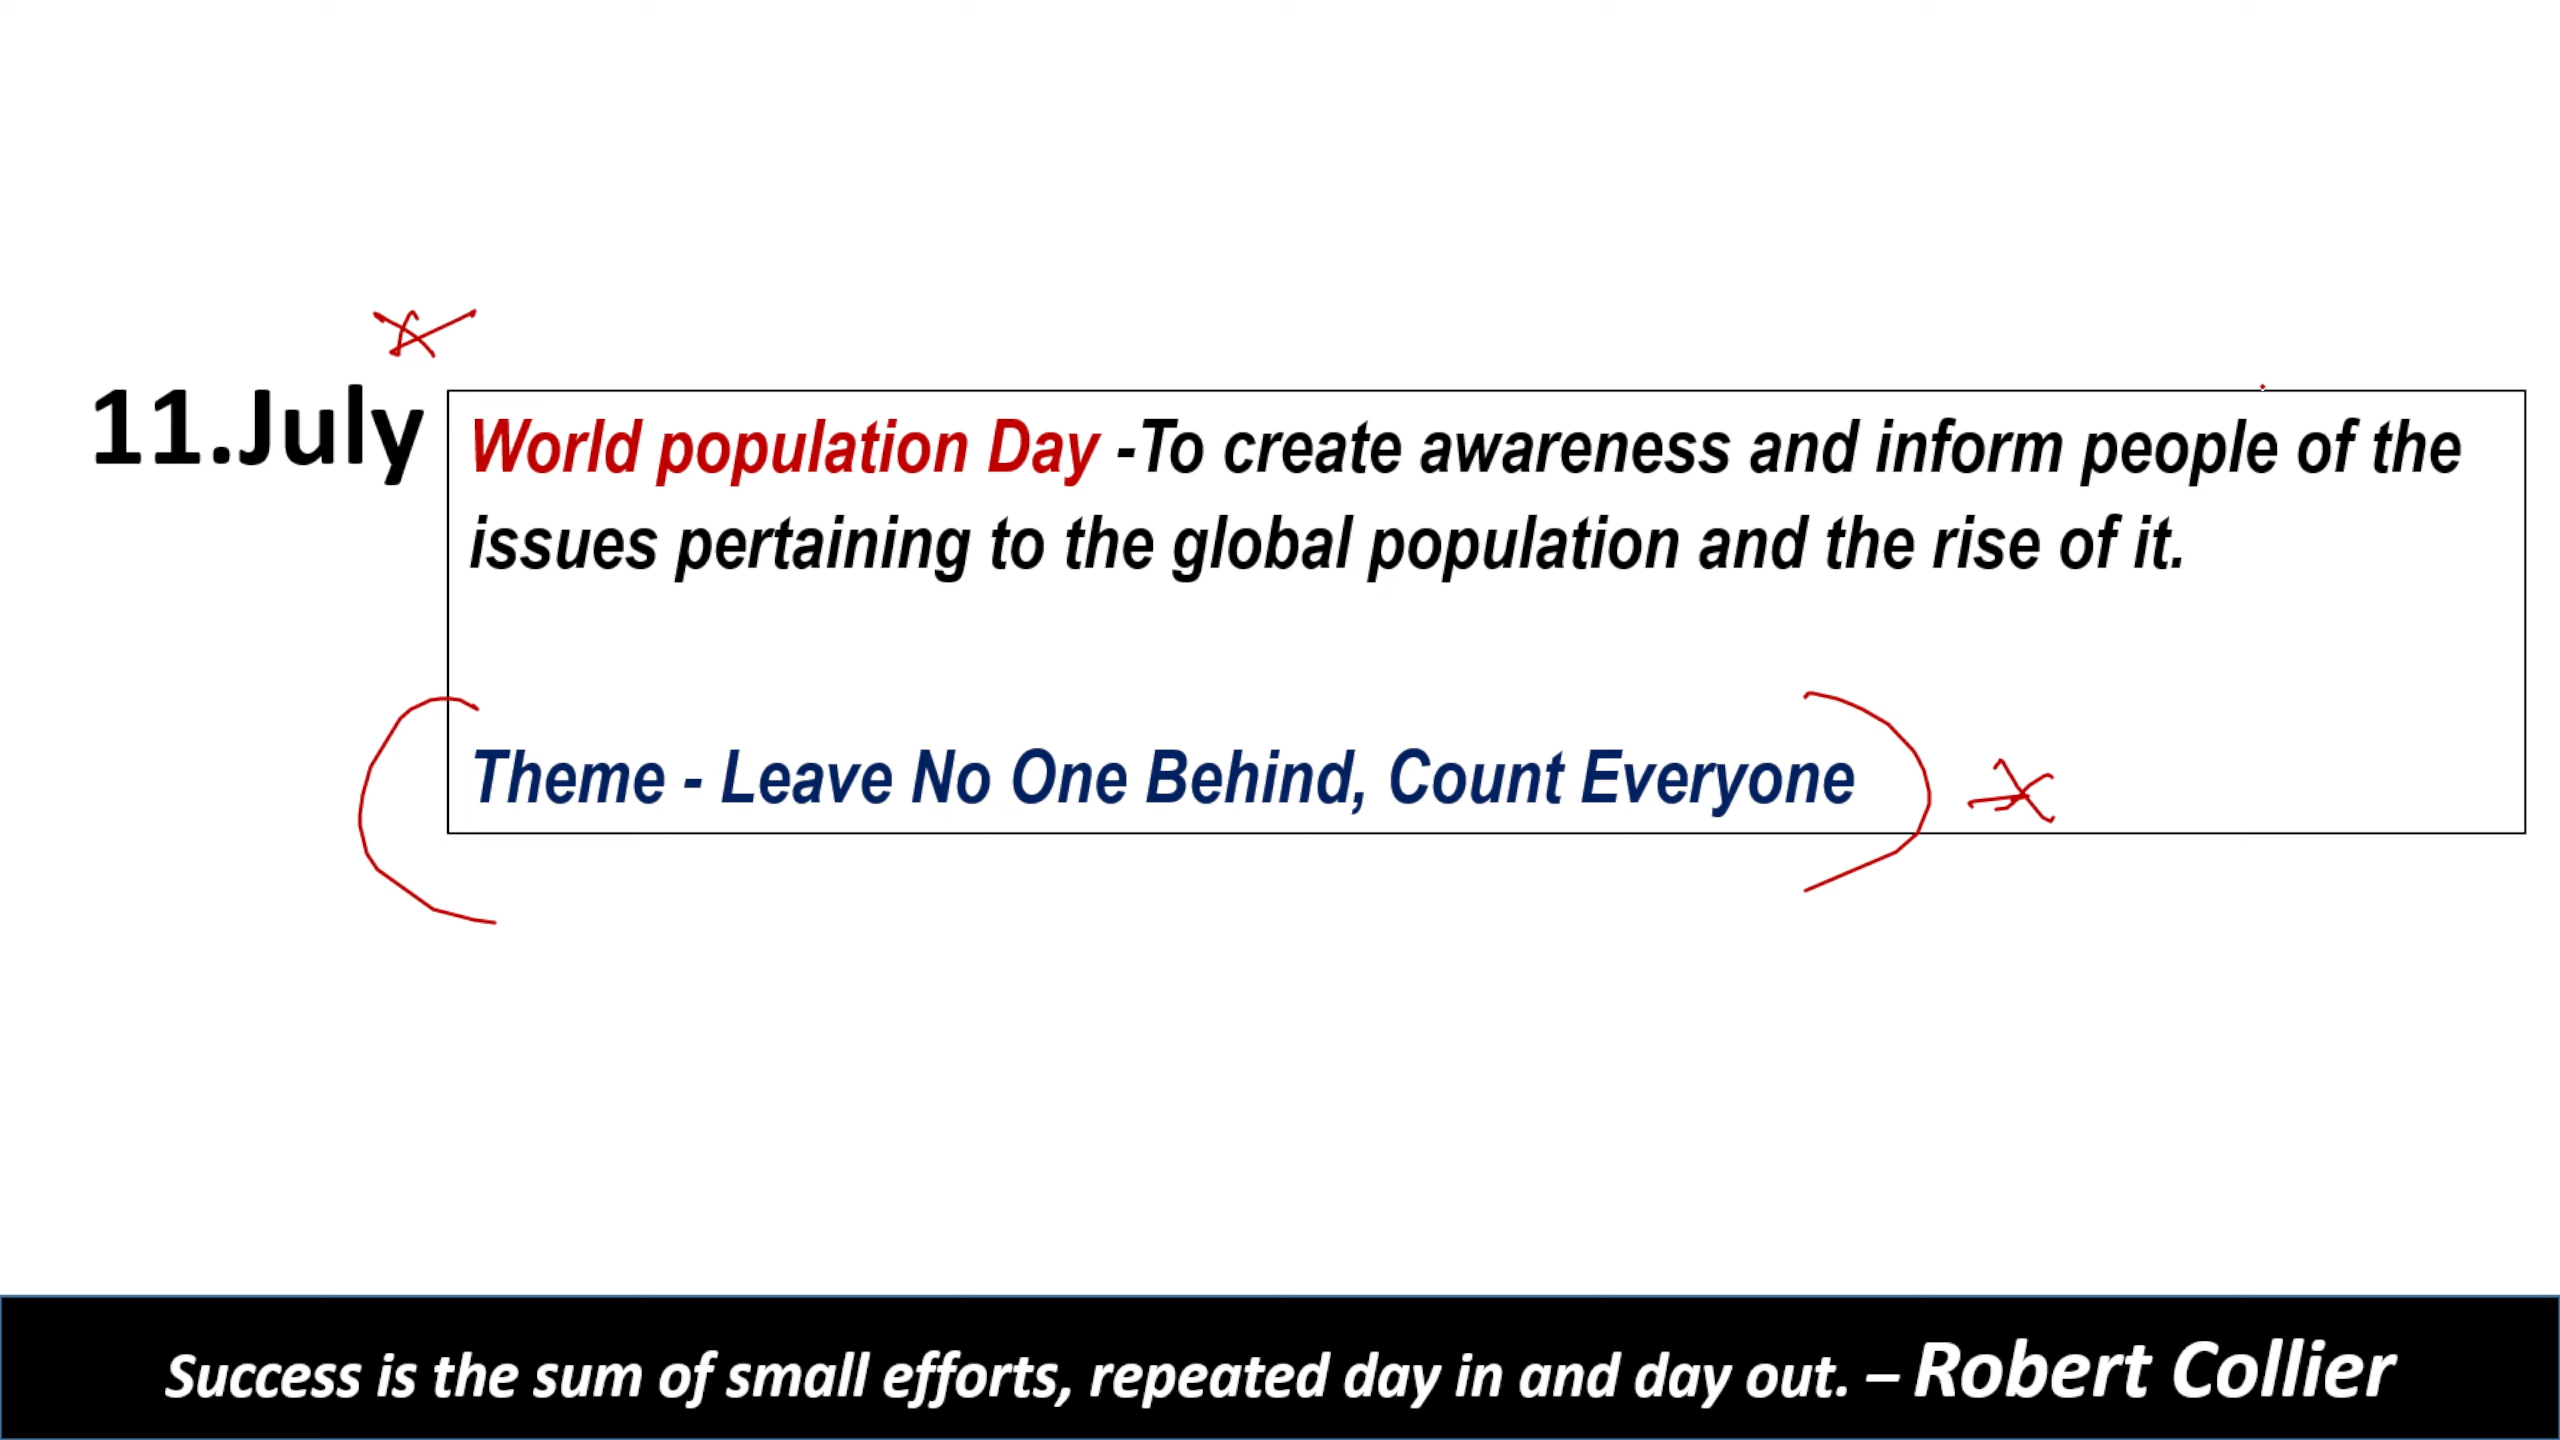 11.July
World population Day -To create awareness and inform people of the
issues pertaining to the global population and the rise of it.
Theme - Leave No One Behind, Count Everyone
Success is the sum of small efforts, repeated day in and day out. – Robert Collier